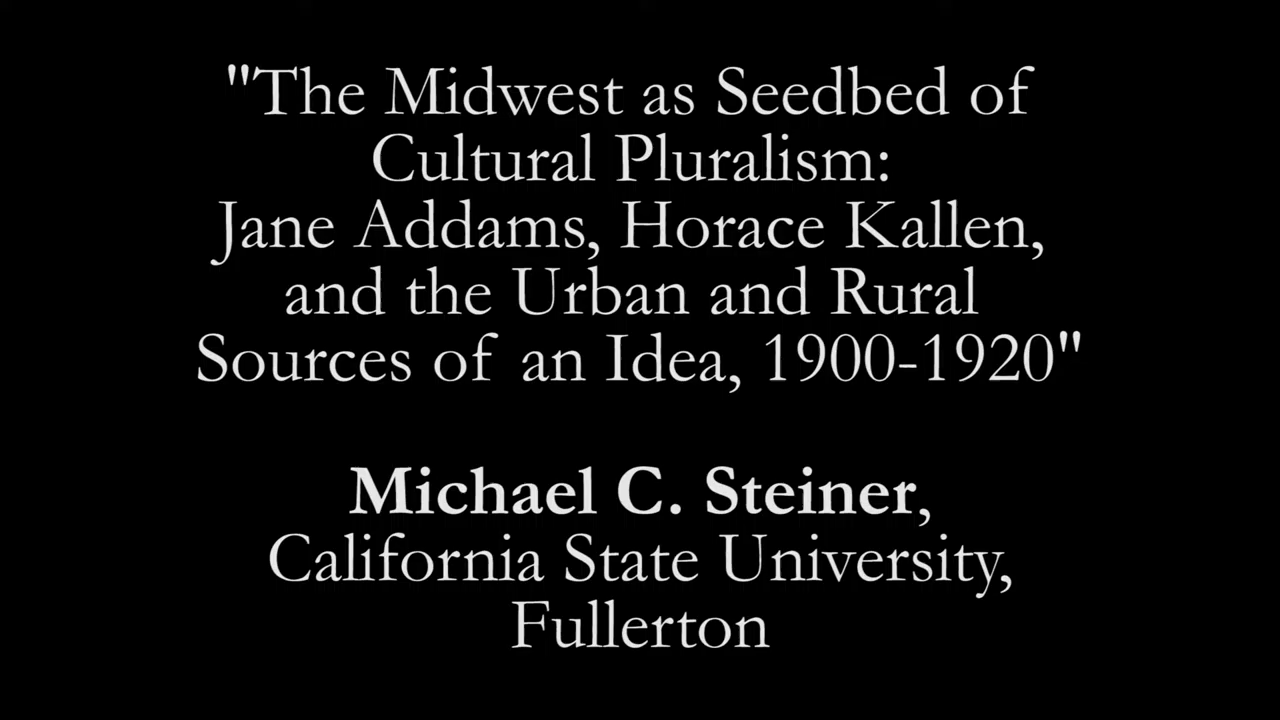 "The Midwest as Seedbed of
Cultural Pluralism:
Jane Addams, Horace Kallen,
and the Urban and Rural
Sources of an Idea, 1900-1920"
Michael C. Steiner,
California State University,
Fullerton